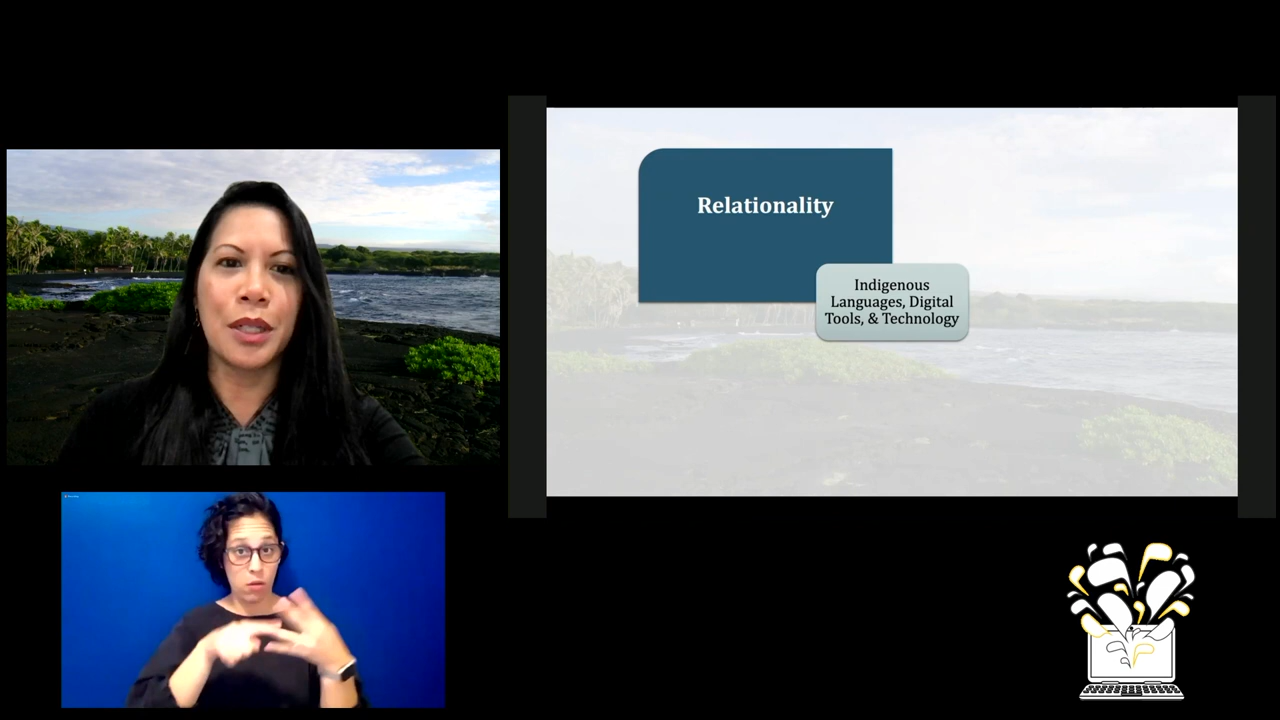 Relationality
Indigenous
Languages, Digital
Tools, & Technology